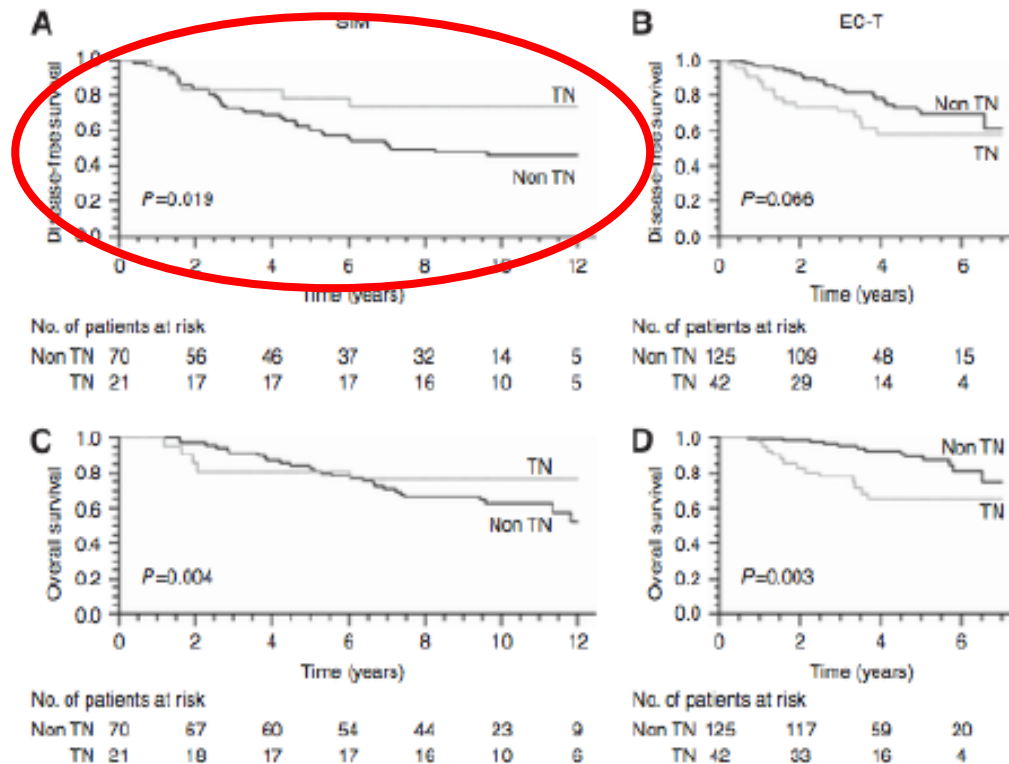 A SIM
1.0
0.8
0.6
0.4
0.2
0.0
Disease-free survival
TN
Non TN
P=0.019
0 2 4 6 8 10 12
Time (years)
No. of patients at risk
Non TN 70 56 46 37 32 14 5
TN 21 17 17 17 16 10 5
B EC-T
1.0
0.8
0.6
0.4
0.2
0.0
Disease-free survival
Non TN
TN
P=0.066
0 2 4 6
Time (years)
No. of patients at risk
Non TN 125 109 48 15
TN 42 29 14 4
C
1.0
0.8
0.6
0.4
0.2
0.0
Overall survival
TN
Non TN
P=0.004
0 2 4 6 8 10 12
Time (years)
No. of patients at risk
Non TN 70 67 60 54 44 23 9
TN 21 18 17 17 16 10 6
D
1.0
0.8
0.6
0.4
0.2
0.0
Overall survival
Non TN
TN
P=0.003
0 2 4 6
Time (years)
No. of patients at risk
Non TN 125 117 59 20
TN 42 33 16 4